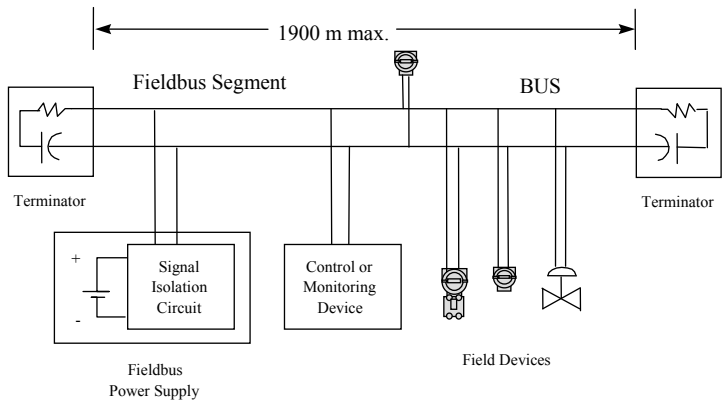 1900 m max.
Fieldbus Segment
BUS
Terminator
Terminator
+
-
Signal
Isolation
Circuit
Control or
Monitoring
Device
Field Devices
Fieldbus
Power Supply